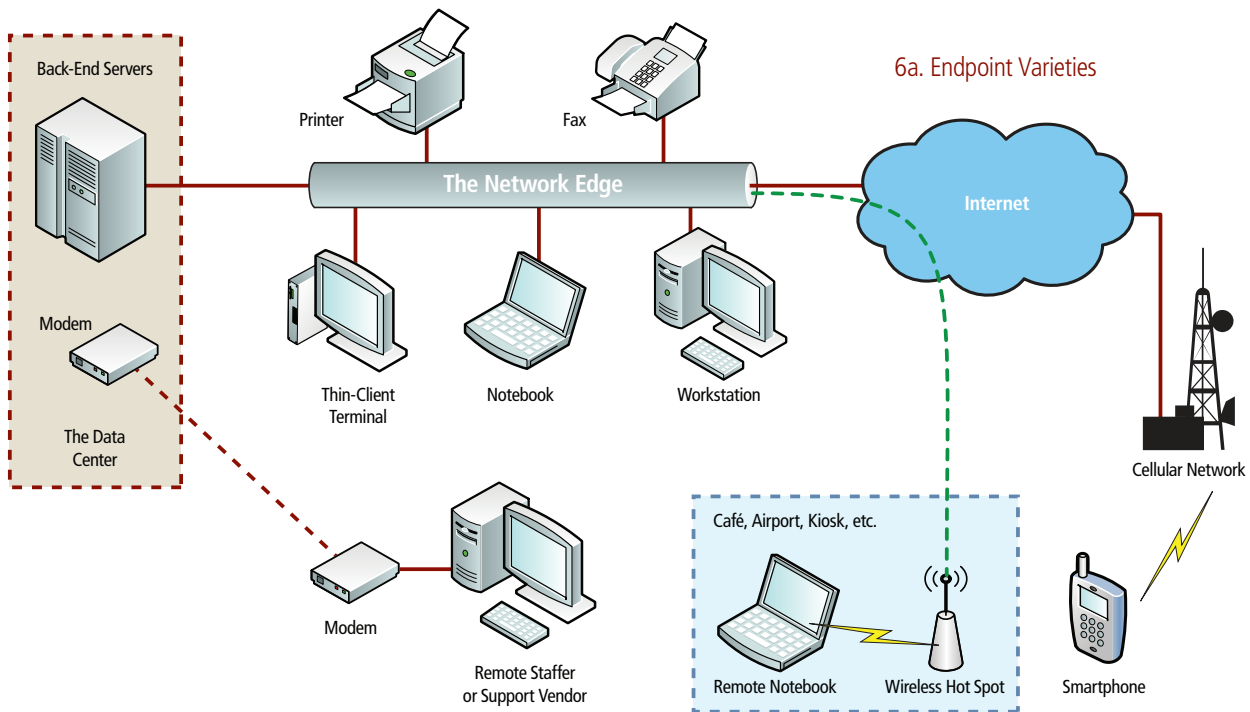 Back-End Servers
Printer
Fax
6a. Endpoint Varieties
The Network Edge
Internet
Modem
Thin-Client
Terminal
Notebook
Workstation
The Data
Center
Cellular Network
Café, Airport, Kiosk, etc.
Modem
Remote Staffer
or Support Vendor
Remote Notebook
Wireless Hot Spot
Smartphone